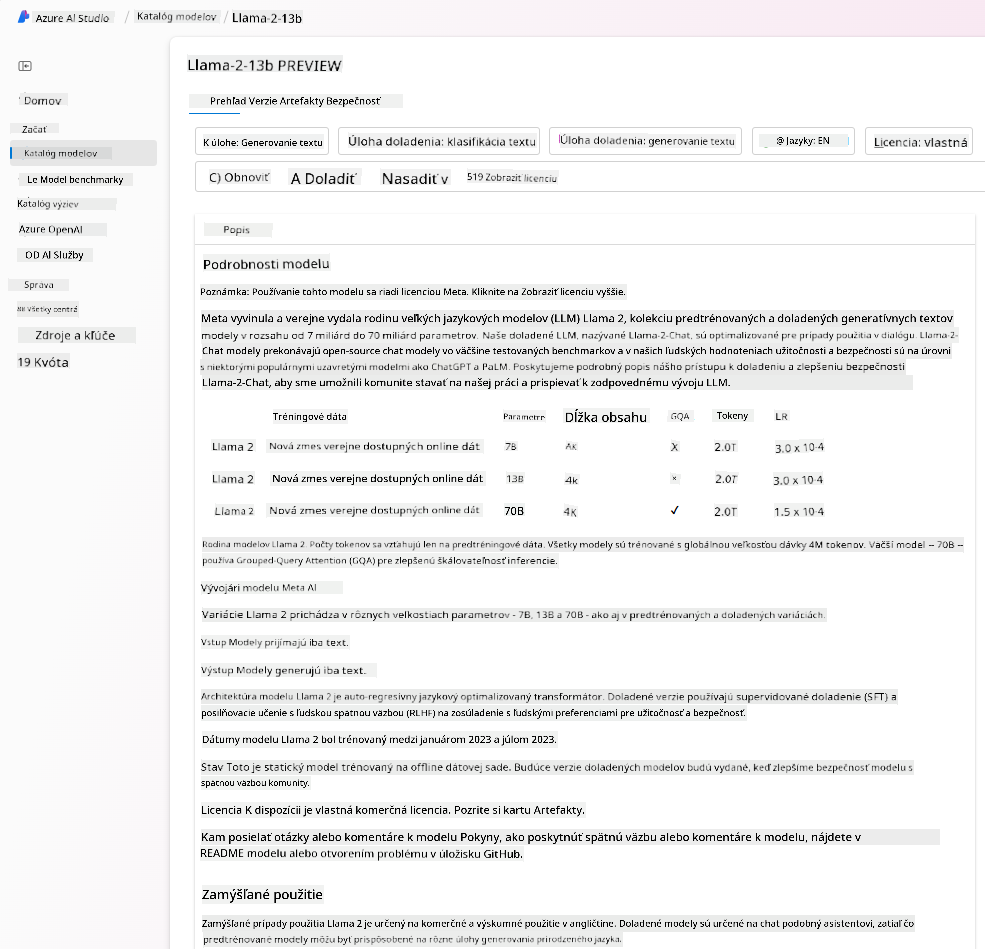 Azure AI Studio / Katalóg modelov / Llama-2-13b
Domov
Začať
Katalóg modelov
Le Model benchmarky
Katalóg výziev
Azure OpenAI
OD AI Služby
Sprava
88 Všetky centrá
Zdroje a kľúče
19 Kvóta
Llama-2-13b PREVIEW
Prehľad Verzie Artefakty Bezpečnosť
K úlohe: Generovanie textu
Úloha doladenia: klasifikácia textu
Úloha doladenia: generovanie textu
@ Jazyky: EN
Licencia: vlastná
C) Obnoviť A Doladiť Nasadiť v 519 Zobraziť licenciu
Popis
Podrobnosti modelu
Poznámka: Používanie tohto modelu sa riadi licenciou Meta. Kliknite na Zobraziť licenciu vyššie.
Meta vyvinula a verejne vydala rodinu veľkých jazykových modelov (LLM) Llama 2, kolekciu predtrénovaných a doladených generatívnych textov
modely v rozsahu od 7 miliárd do 70 miliárd parametrov. Naše doladené LLM, nazývané Llama-2-Chat, sú optimalizované pre prípady použitia v dialógu. Llama-2-
Chat modely prekonávajú open-source chat modely vo väčšine testovaných benchmarkov a v našich ľudských hodnoteniach užitočnosti a bezpečnosti sú na úrovni
s niektorými populárnymi uzavretými modelmi ako ChatGPT a PaLM. Poskytujeme podrobný popis nášho prístupu k doladeniu a zlepšeniu bezpečnosti
Llama-2-Chat, aby sme umožnili komunite stavať na našej práci a prispievať k zodpovednému vývoju LLM.
Tréningové dáta Parametre Dĺžka obsahu GQA Tokeny LR
Llama 2 Nová zmes verejne dostupných online dát 7B 4K X 2.0T 3.0 x 10-4
Llama 2 Nová zmes verejne dostupných online dát 13B 4k × 2.0T 3.0 x 10-4
Llama 2 Nová zmes verejne dostupných online dát 70B 4K ✓ 2.0T 1.5 x 10-4
Rodina modelov Llama 2. Počty tokenov sa vzťahujú len na predtréningové dáta. Všetky modely sú trénované s globálnou veľkosťou dávky 4M tokenov. Väčší model -- 70B --
používa Grouped-Query Attention (GQA) pre zlepšenú škálovateľnosť inferencie.
Vývojári modelu Meta AI
Variácie Llama 2 prichádza v rôznych veľkostiach parametrov - 7B, 13B a 70B - ako aj v predtrénovaných a doladených variáciách.
Vstup Modely prijímajú iba text.
Výstup Modely generujú iba text.
Architektúra modelu Llama 2 je auto-regresívny jazykový optimalizovaný transformátor. Doladené verzie používajú supervidované doladenie (SFT) a
posilňovacie učenie s ľudskou spätnou väzbou (RLHF) na zosúladenie s ľudskými preferenciami pre užitočnosť a bezpečnosť.
Dátumy modelu Llama 2 bol trénovaný medzi januárom 2023 a júlom 2023.
Stav Toto je statický model trénovaný na offline dátovej sade. Budúce verzie doladených modelov budú vydané, keď zlepšíme bezpečnosť modelu s
spätnou väzbou komunity.
Licencia K dispozícii je vlastná komerčná licencia. Pozrite si kartu Artefakty.
Kam posielať otázky alebo komentáre k modelu Pokyny, ako poskytnúť spätnú väzbu alebo komentáre k modelu, nájdete v
README modelu alebo otvorením problému v úložisku GitHub.
Zamýšľané použitie
Zamýšľané prípady použitia Llama 2 je určený na komerčné a výskumné použitie v angličtine. Doladené modely sú určené na chat podobný asistentovi, zatiaľ čo
predtrénované modely môžu byť prispôsobené na rôzne úlohy generovania prirodzeného jazyka.